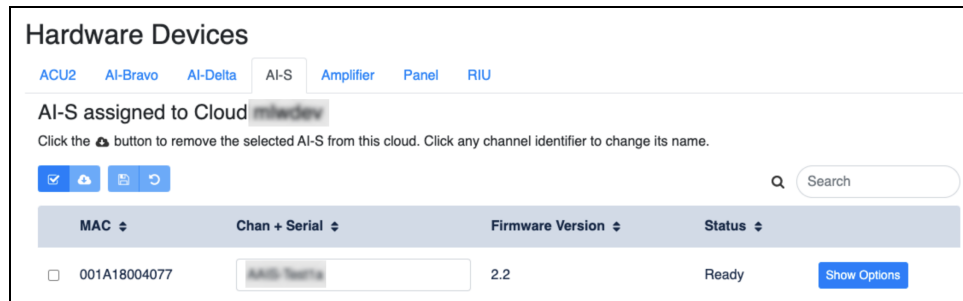 Hardware Devices
ACU2 AI-Bravo AI-Delta AI-S Amplifier Panel RIU
AI-S assigned to Cloud
Click the button to remove the selected AI-S from this cloud. Click any channel identifier to change its name.
Search
MAC Chan + Serial Firmware Version Status
001A18004077 2.2 Ready Show Options